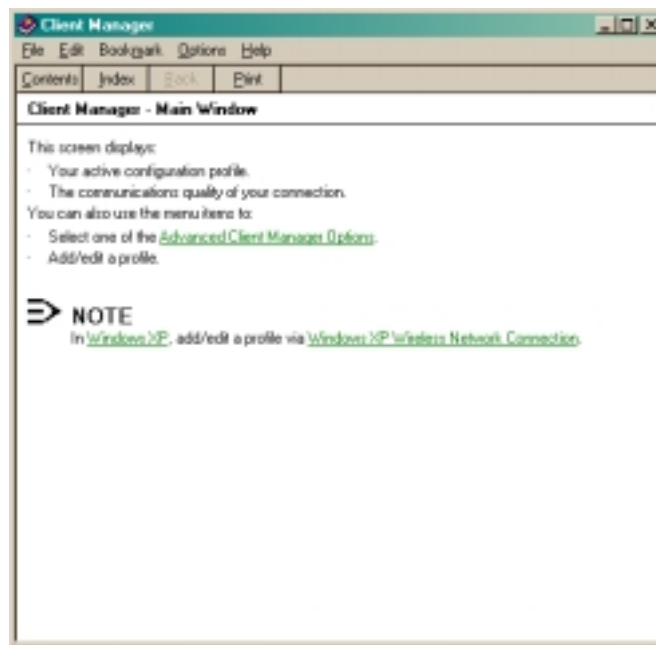 Client Manager
File Edit Bookmark Options Help
Contents Index Back Print
Client Manager - Main Window
This screen displays:
· Your active configuration profile.
· The communications quality of your connection.
You can also use the menu items to:
· Select one of the Advanced Client Manager Options.
· Add/edit a profile.
NOTE
In Windows XP, add/edit a profile via Windows XP Wireless Network Connection.